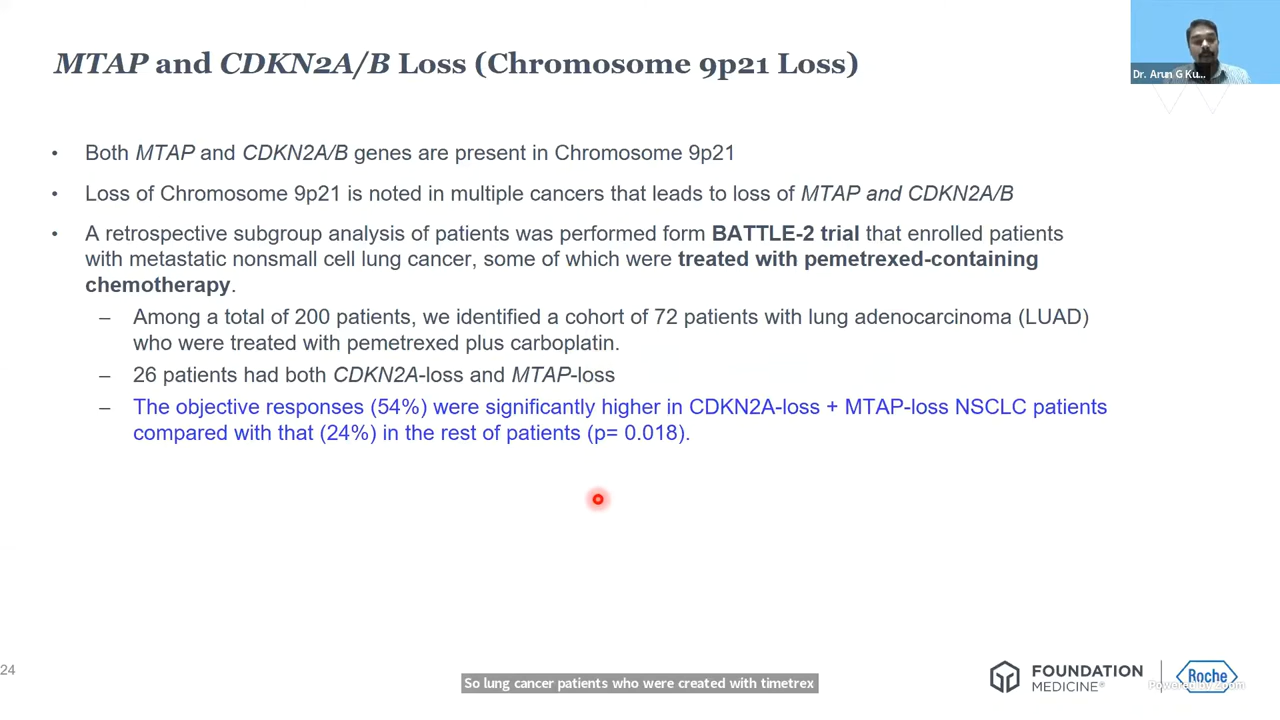 MTAP and CDKN2A/B Loss (Chromosome 9p21 Loss)
Dr. Arun G Ku...
• Both MTAP and CDKN2A/B genes are present in Chromosome 9p21
• Loss of Chromosome 9p21 is noted in multiple cancers that leads to loss of MTAP and CDKN2A/B
• A retrospective subgroup analysis of patients was performed form BATTLE-2 trial that enrolled patients
with metastatic nonsmall cell lung cancer, some of which were treated with pemetrexed-containing
chemotherapy.
– Among a total of 200 patients, we identified a cohort of 72 patients with lung adenocarcinoma (LUAD)
who were treated with pemetrexed plus carboplatin.
– 26 patients had both CDKN2A-loss and MTAP-loss
– The objective responses (54%) were significantly higher in CDKN2A-loss + MTAP-loss NSCLC patients
compared with that (24%) in the rest of patients (p= 0.018).
24
So lung cancer patients who were created with timetrex
FOUNDATION
MEDICINE®
Roche
Powered by Zoom